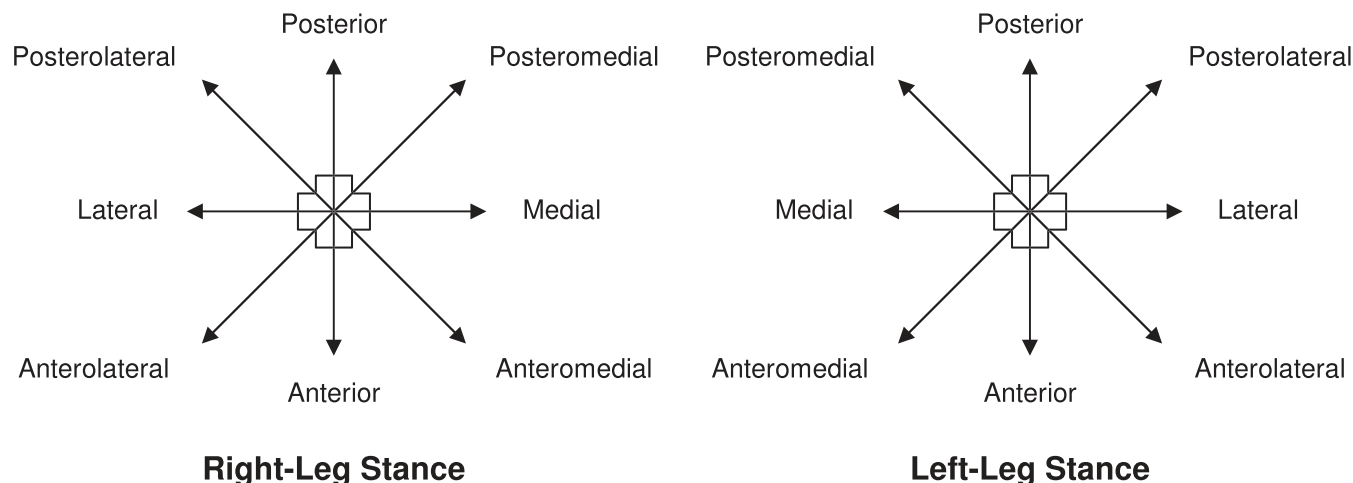 Posterior
Posterolateral
Posteromedial
Lateral
Medial
Anterolateral
Anteromedial
Anterior
Right-Leg Stance
Posterior
Posteromedial
Posterolateral
Medial
Lateral
Anteromedial
Anterolateral
Anterior
Left-Leg Stance